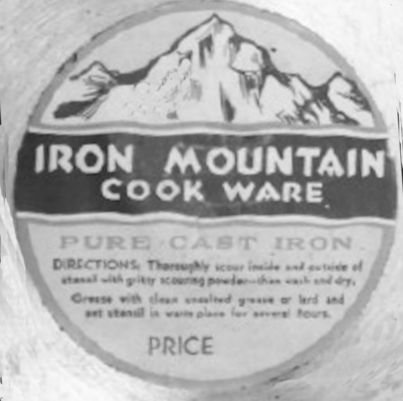 IRON MOUNTAIN
COOK WARE
PURE CAST IRON
DIRECTIONS: Thoroughly scour inside and outside of
utensil with gritty scouring powder—then wash and dry.
Grease with clean unsalted grease or lard and
set utensil in warm place for several hours.
PRICE